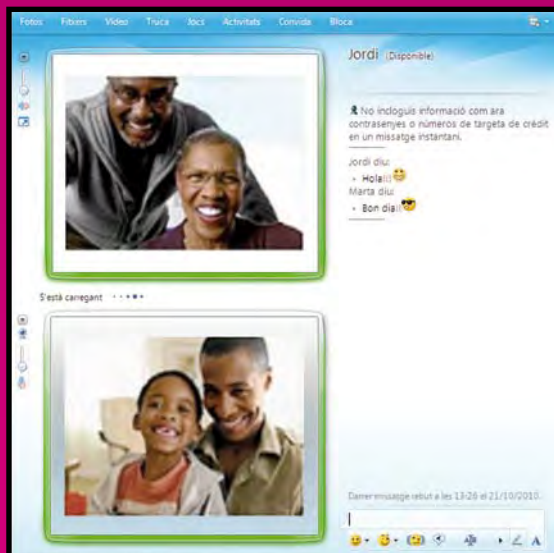 Fotos Fitxers Vídeo Truca Jocs Activitats Convida Bloca
Jordi (Disponible)
No incloguis informació com ara
contrasenyes o números de targeta de crèdit
en un missatge instantani.
Jordi diu:
Hola!!!
Marta diu:
Bon dia!!
S'està carregant
Darrer missatge rebut a les 13:26 el 21/10/2010.
A